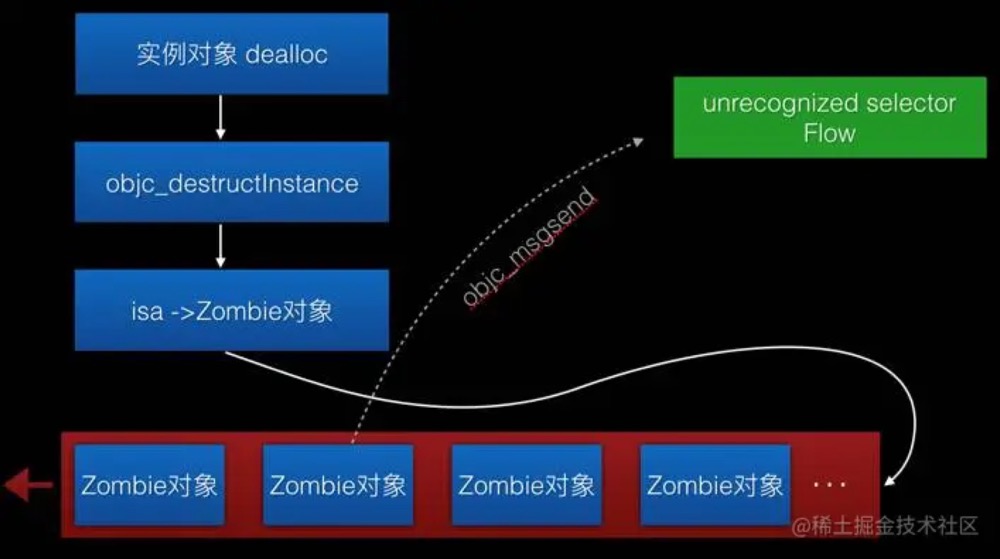 实例对象 dealloc
unrecognized selector
Flow
objc_destructInstance
objc_msgsend
isa ->Zombie对象
Zombie对象
Zombie对象
Zombie对象
Zombie对象
...
@稀土掘金技术社区